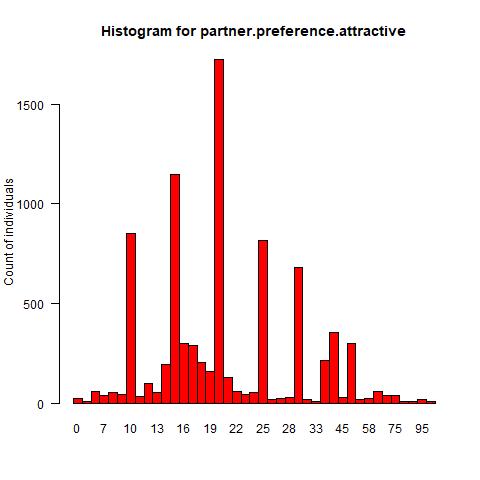 Histogram for partner.preference.attractive
Count of individuals
1500
1000
500
0
0 7 10 13 16 19 22 25 28 33 45 58 75 95